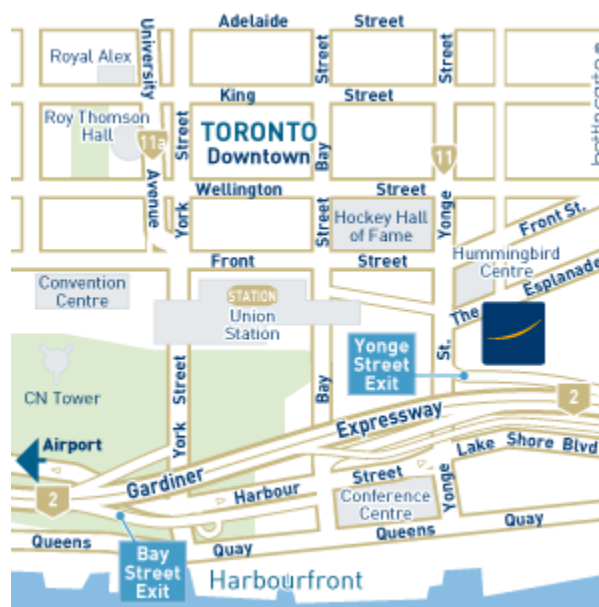 Adelaide Street
Royal Alex
University
Street
Street
King Street
Roy Thomson
Hall
11a
Street
TORONTO
Downtown
Bay
11
Avenue
Wellington Street
York
Street
Hockey Hall
of Fame
Yonge
Front St.
Hummingbird
Centre
Front Street
Esplanade
The
Convention
Centre
STATION
Union
Station
St.
Yonge
Street
Exit
CN Tower
Street
Bay
Expressway
2
Airport
York
Gardiner
Lake Shore Blvd
2
Harbour Street
Conference
Centre
Yonge
Queens Quay
Queens Quay
Bay
Street
Exit
Harbourfront